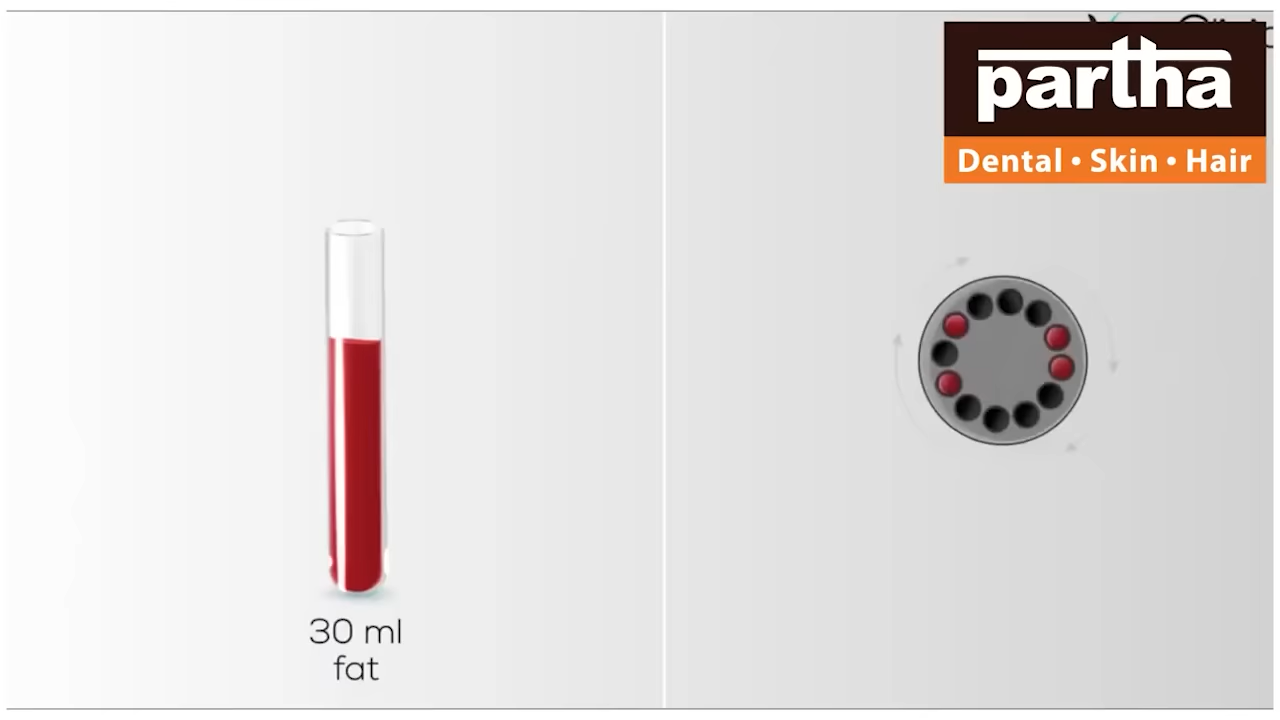 partha
Dental • Skin • Hair
30 ml
fat